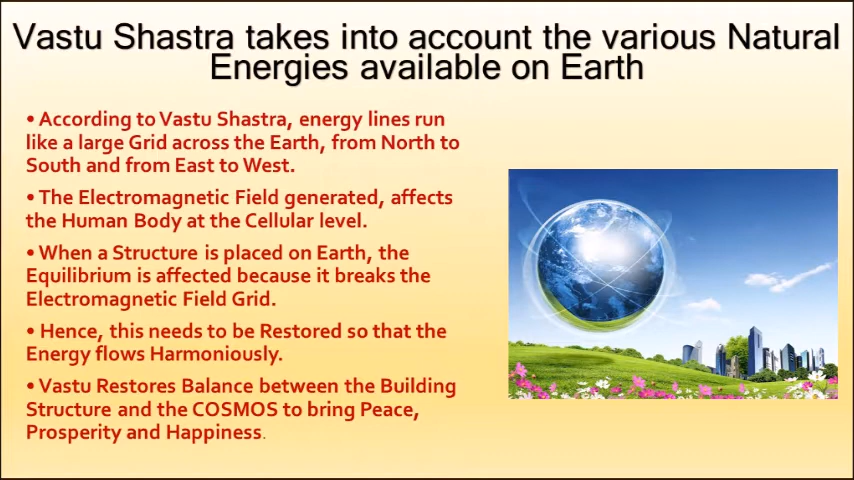 Vastu Shastra takes into account the various Natural
Energies available on Earth
• According to Vastu Shastra, energy lines run
like a large Grid across the Earth, from North to
South and from East to West.
• The Electromagnetic Field generated, affects
the Human Body at the Cellular level.
• When a Structure is placed on Earth, the
Equilibrium is affected because it breaks the
Electromagnetic Field Grid.
• Hence, this needs to be Restored so that the
Energy flows Harmoniously.
• Vastu Restores Balance between the Building
Structure and the COSMOS to bring Peace,
Prosperity and Happiness.